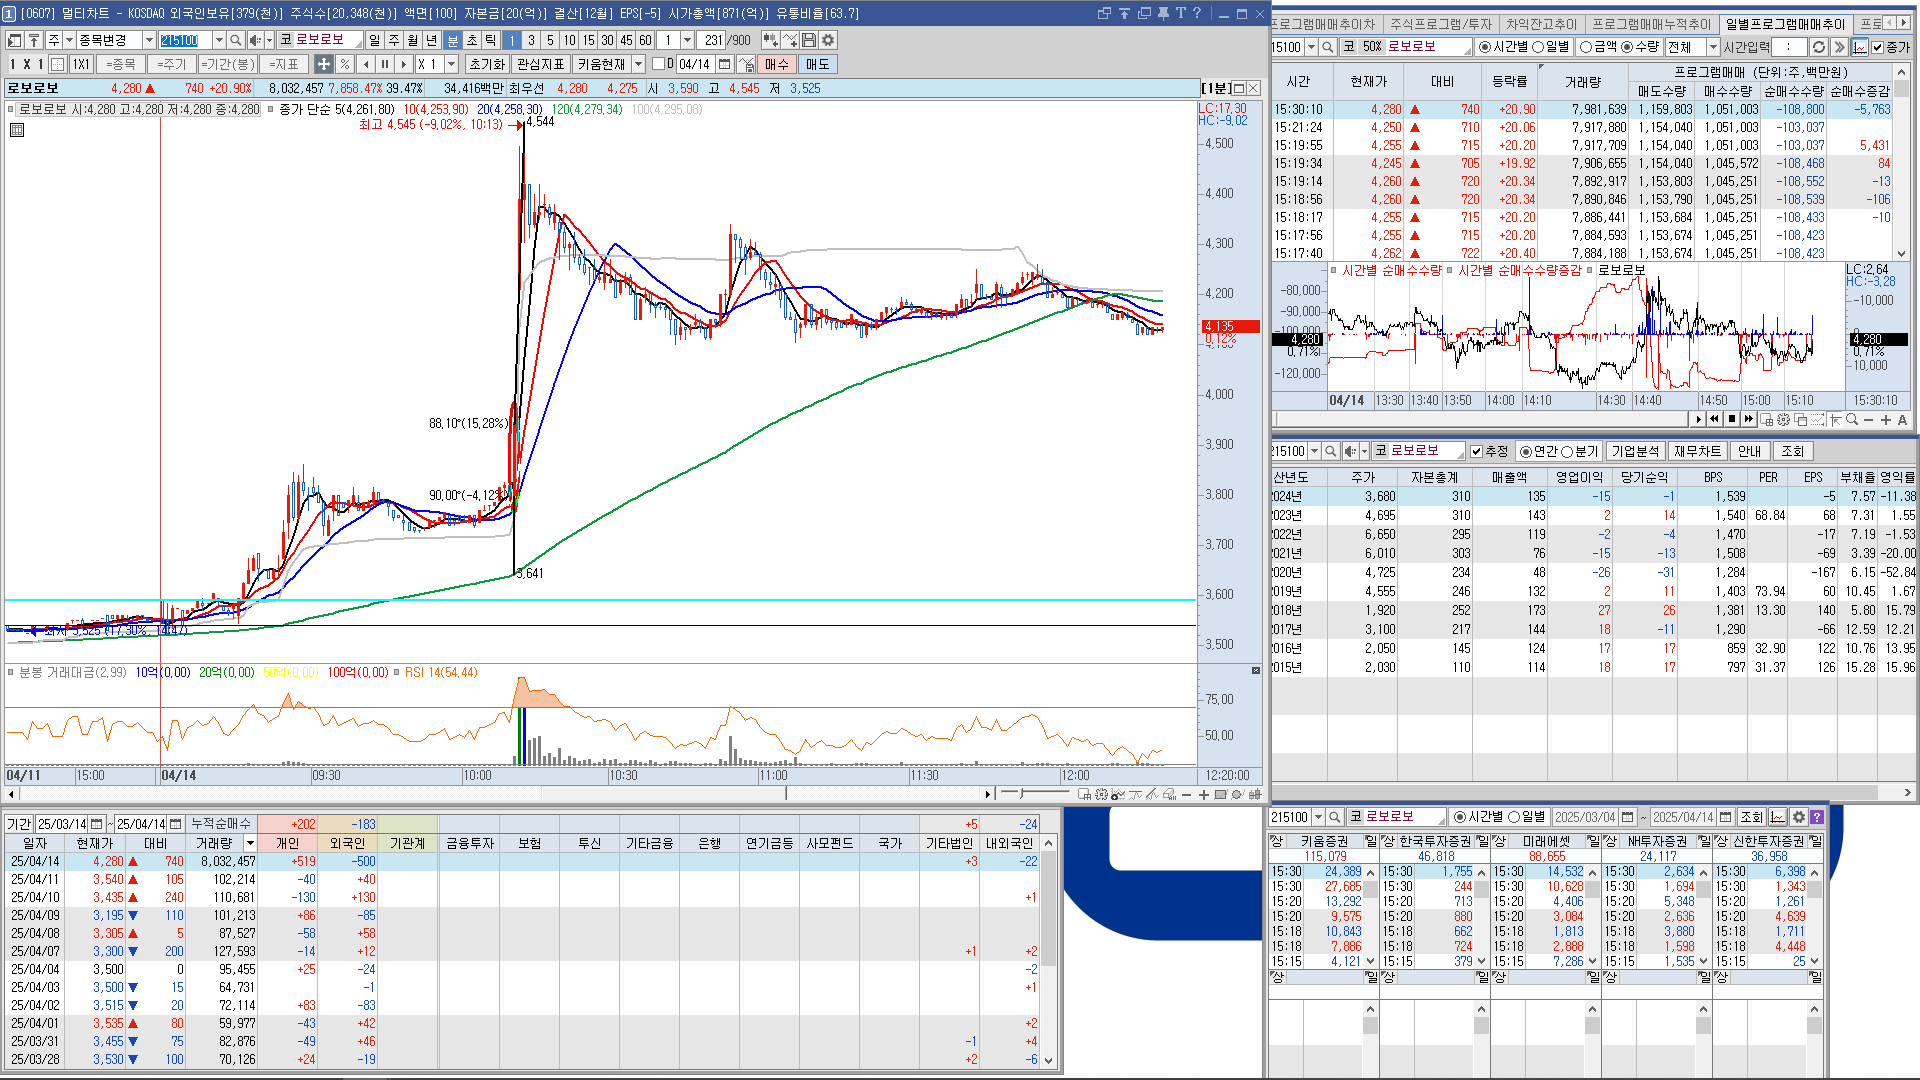 1 [0607] 멀티차트 - KOSDAQ 외국인보유[379(천)] 주식수[20,348(천)] 액면[100] 자본금[20(억)] 결산[12월] EPS[-5] 시가총액[871(억)] 유통비율[63.7]
주 종목변경 215100 코 로보로보 일 주 월 년 분 초 틱 1 3 5 10 15 30 45 60 1 231 /900
1 X 1 1X1 =종목 =주기 =기간(봉) =지표 % X 1 초기화 관심지표 키움현재 D 04/14 매수 매도
로보로보 4,280 ▲ 740 +20.90% 8,032,457 7,858.47% 39.47% 34,416백만 최우선 4,280 4,275 시 3,590 고 4,545 저 3,525 [1분]
로보로보 시:4,280 고:4,280 저:4,280 종:4,280 종가 단순 5(4,261.80) 10(4,253.90) 20(4,258.30) 120(4,279.34) 100(4,295.08)
LC:17.30
HC:-9.02
최고 4,545 (-9.02%, 10:13) 4,544
4,500
4,400
4,300
4,200
4,135
0.12%
4,000
88.10°(15.28%)
3,900
90.00°(-4.12%)
3,800
3,700
3,641
3,600
3,525 (17.30%, 14:47)
3,500
분봉 거래대금(2.99) 10억(0.00) 20억(0.00) 50억(0.00) 100억(0.00) RSI 14(54.44)
75.00
50.00
04/11 15:00 04/14 09:30 10:00 10:30 11:00 11:30 12:00 12:20:00
기간 25/03/14 ~ 25/04/14 누적순매수 +202 -183 +5 -24
일자 현재가 대비 거래량 개인 외국인 기관계 금융투자 보험 투신 기타금융 은행 연기금등 사모펀드 국가 기타법인 내외국인
25/04/14 4,280 ▲ 740 8,032,457 +519 -500 +3 -22
25/04/11 3,540 ▲ 105 102,214 -40 +40
25/04/10 3,435 ▲ 240 110,681 -130 +130 +1
25/04/09 3,195 ▼ 110 101,213 +86 -85
25/04/08 3,305 ▲ 5 87,527 -58 +58
25/04/07 3,300 ▼ 200 127,593 -14 +12 +1 +2
25/04/04 3,500 0 95,455 +25 -24 -2
25/04/03 3,500 ▼ 15 64,731 -1 +1
25/04/02 3,515 ▼ 20 72,114 +83 -83
25/04/01 3,535 ▲ 80 59,977 -43 +42 +2
25/03/31 3,455 ▼ 75 82,876 -49 +46 -1 +4
25/03/28 3,530 ▼ 100 70,126 +24 -19 +2 -6
프로그램매매추이차 주식프로그램/투자 차익잔고추이 프로그램매매누적추이 일별프로그램매매추이 프로
15100 코 50% 로보로보 시간별 일별 금액 수량 전체 시간입력 : 증가
시간 현재가 대비 등락률 거래량 프로그램매매 (단위:주,백만원)
매도수량 매수수량 순매수수량 순매수증감
15:30:10 4,280 ▲ 740 +20.90 7,981,639 1,159,803 1,051,003 -108,800 -5,763
15:21:24 4,250 ▲ 710 +20.06 7,917,880 1,154,040 1,051,003 -103,037
15:19:55 4,255 ▲ 715 +20.20 7,917,709 1,154,040 1,051,003 -103,037 5,431
15:19:34 4,245 ▲ 705 +19.92 7,906,655 1,154,040 1,045,572 -108,468 84
15:19:14 4,260 ▲ 720 +20.34 7,892,917 1,153,803 1,045,251 -108,552 -13
15:18:56 4,260 ▲ 720 +20.34 7,890,846 1,153,790 1,045,251 -108,539 -106
15:18:17 4,255 ▲ 715 +20.20 7,886,441 1,153,684 1,045,251 -108,433 -10
15:17:56 4,255 ▲ 715 +20.20 7,884,593 1,153,674 1,045,251 -108,423
15:17:40 4,262 ▲ 722 +20.40 7,884,188 1,153,674 1,045,251 -108,423
시간별 순매수수량 시간별 순매수수량증감 로보로보 LC:2.64
HC:-3.28
-80,000 -10,000
-90,000
-100,000 0
4,280 4,280
0.71% 0.71%
10,000
-120,000
04/14 13:30 13:40 13:50 14:00 14:10 14:30 14:40 14:50 15:00 15:10 15:30:10
215100 코 로보로보 추정 연간 분기 기업분석 재무차트 안내 조회
산년도 주가 자본총계 매출액 영업이익 당기순익 BPS PER EPS 부채율 영익률
2024년 3,680 310 135 -15 -1 1,539 -5 7.57 -11.38
2023년 4,695 310 143 2 14 1,540 68.84 68 7.31 1.55
2022년 6,650 295 119 -2 -4 1,470 -17 7.19 -1.53
2021년 6,010 303 76 -15 -13 1,508 -69 3.39 -20.00
2020년 4,725 234 48 -26 -31 1,284 -167 6.15 -52.84
2019년 4,555 246 132 2 11 1,403 73.94 60 10.45 1.67
2018년 1,920 252 173 27 26 1,381 13.30 140 5.80 15.79
2017년 3,100 217 144 18 -11 1,290 -66 12.59 12.21
2016년 2,050 145 124 17 17 859 32.90 122 10.76 13.95
2015년 2,030 110 114 18 17 797 31.37 126 15.28 15.96
215100 코 로보로보 시간별 일별 2025/03/04 ~ 2025/04/14 조회
상 키움증권 일 상 한국투자증권 일 상 미래에셋 일 상 NH투자증권 일 상 신한투자증권 일
115,079 46,818 88,655 24,117 36,958
15:30 24,389 15:30 1,755 15:30 14,532 15:30 2,634 15:30 6,398
15:30 27,685 15:30 244 15:30 10,628 15:30 1,694 15:30 1,343
15:20 13,292 15:20 713 15:20 4,406 15:20 5,348 15:20 1,261
15:20 9,575 15:20 880 15:20 3,084 15:20 2,636 15:20 4,639
15:18 10,843 15:18 662 15:18 1,813 15:18 3,880 15:18 1,711
15:18 7,886 15:18 724 15:18 2,888 15:18 1,598 15:18 4,448
15:15 4,121 15:15 379 15:15 7,286 15:15 1,535 15:15 25
상 일 상 일 상 일 상 일 상 일